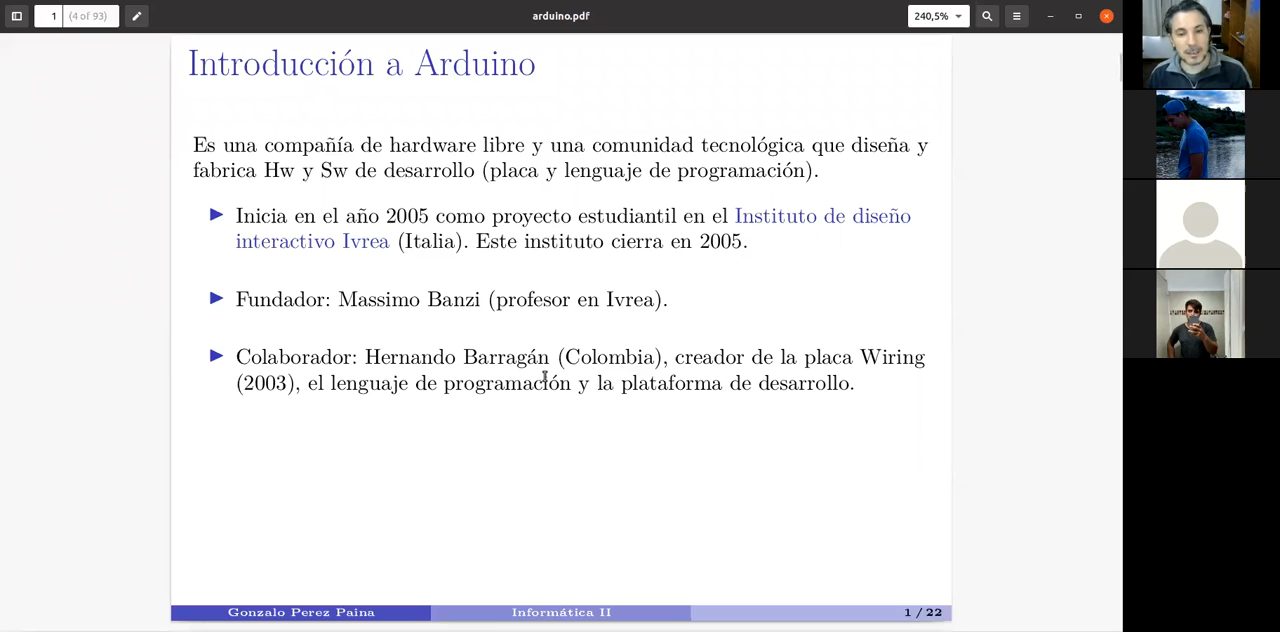 1 (4 of 93) arduino.pdf 240,5%
Introducción a Arduino
Es una compañía de hardware libre y una comunidad tecnológica que diseña y
fabrica Hw y Sw de desarrollo (placa y lenguaje de programación).
Inicia en el año 2005 como proyecto estudiantil en el Instituto de diseño
interactivo Ivrea (Italia). Este instituto cierra en 2005.
Fundador: Massimo Banzi (profesor en Ivrea).
Colaborador: Hernando Barragán (Colombia), creador de la placa Wiring
(2003), el lenguaje de programación y la plataforma de desarrollo.
Gonzalo Perez Paina Informática II 1 / 22